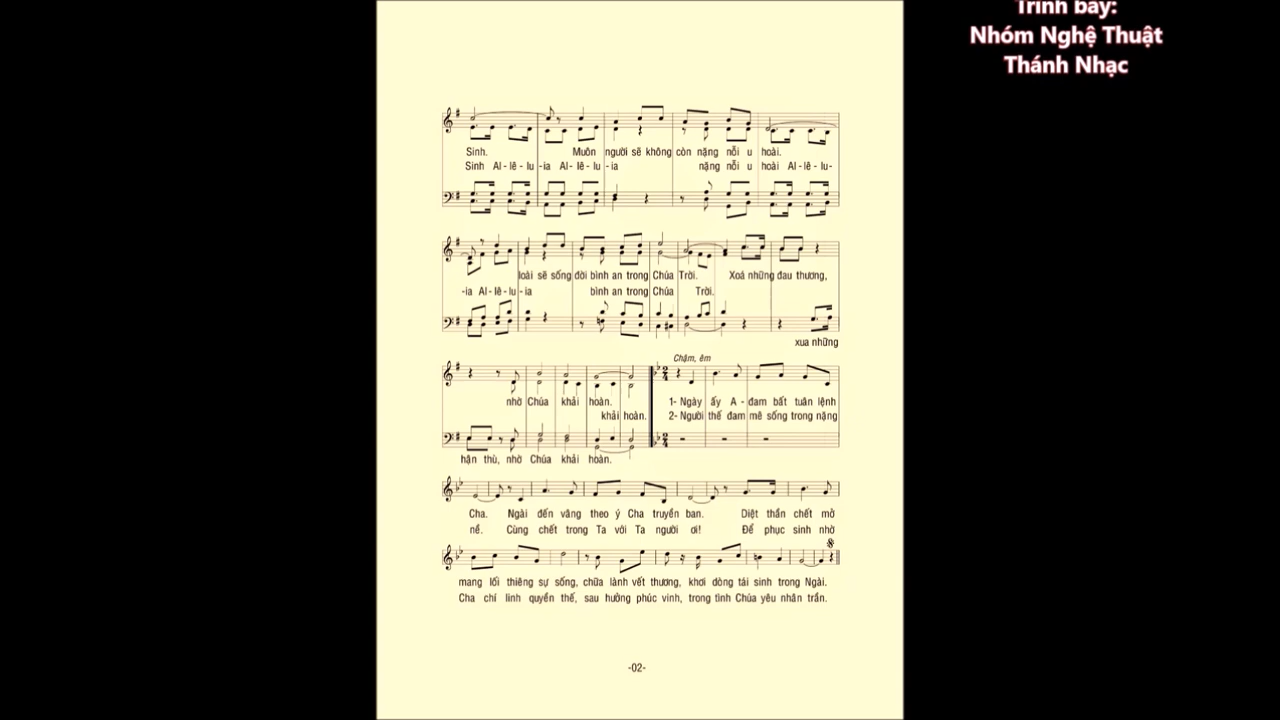 Trình bày:
Nhóm Nghệ Thuật
Thánh Nhạc
Sinh. Muôn người sẽ không còn nặng nỗi u hoài.
Sinh Al-lê-lu-ia Al-lê-lu-ia nặng nỗi u hoài Al-lê-lu-
loài sẽ sống đời bình an trong Chúa Trời. Xoá những đau thương,
-ia Al-lê-lu-ia bình an trong Chúa Trời.
xua những
Chậm, êm
nhờ Chúa khải hoàn. 1- Ngày ấy A-đam bất tuân lệnh
khải hoàn. 2- Người thế đam mê sống trong nặng
hận thù, nhờ Chúa khải hoàn.
Cha. Ngài đến vâng theo ý Cha truyền ban. Diệt thần chết mở
nề. Cùng chết trong Ta với Ta người ơi! Để phục sinh nhờ
mang lối thiêng sự sống, chữa lành vết thương, khơi dòng tái sinh trong Ngài.
Cha chí linh quyền thế, sau hưởng phúc vinh, trong tình Chúa yêu nhân trần.
-02-